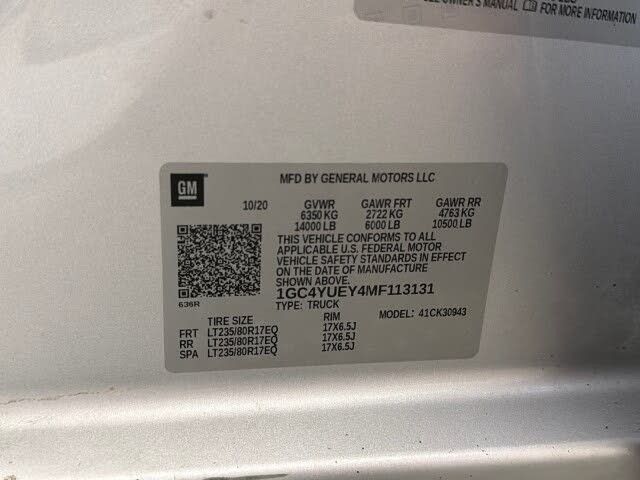 OWNER'S MANUAL FOR MORE INFORMATION
GM
MFD BY GENERAL MOTORS LLC
10/20 GVWR GAWR FRT GAWR RR
6350 KG 2722 KG 4763 KG
14000 LB 6000 LB 10500 LB
THIS VEHICLE CONFORMS TO ALL
APPLICABLE U.S. FEDERAL MOTOR
VEHICLE SAFETY STANDARDS IN EFFECT
ON THE DATE OF MANUFACTURE SHOWN ABOVE.
1GC4YUEY4MF113131
636R
TYPE: TRUCK MODEL: 41CK30943
TIRE SIZE RIM
FRT LT235/80R17EQ 17X6.5J
RR LT235/80R17EQ 17X6.5J
SPA LT235/80R17EQ 17X6.5J